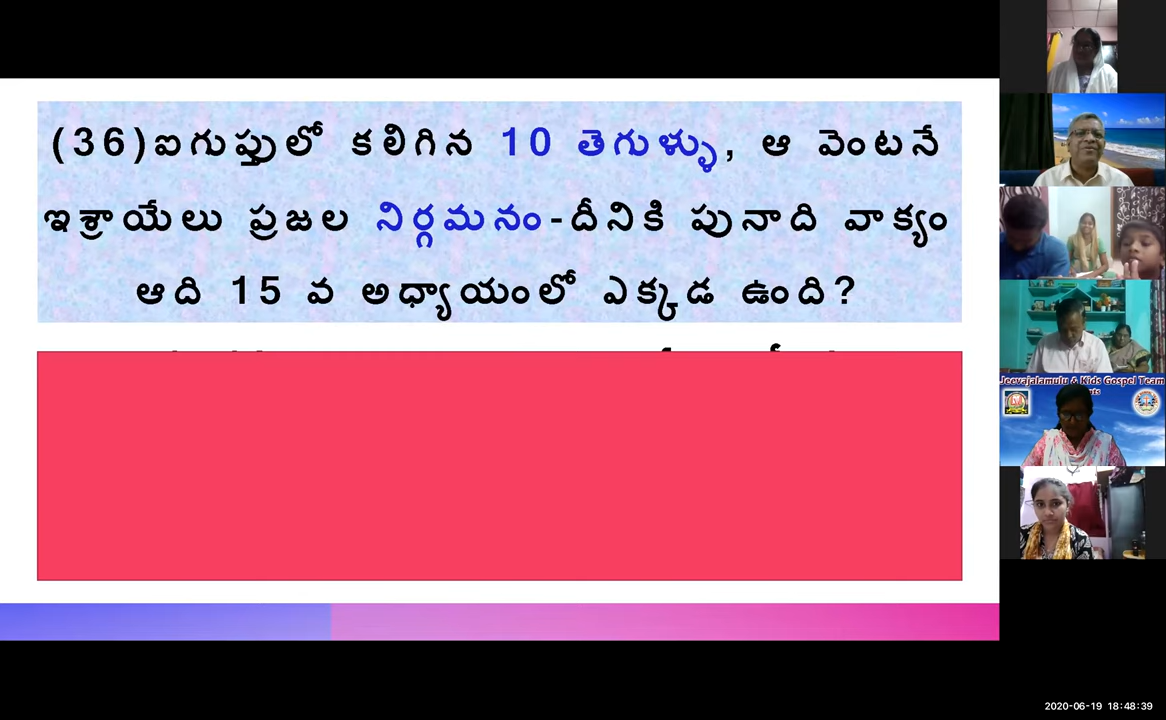 (36)ఐగుప్తులో కలిగిన 10 తెగుళ్ళు, ఆ వెంటనే
ఇశ్రాయేలు ప్రజల నిర్గమనం-దీనికి పునాది వాక్యం
ఆది 15 వ అధ్యాయంలో ఎక్కడ ఉంది?
Jeevajalamulu & Kids Gospel Team
2020-06-19 18:48:39